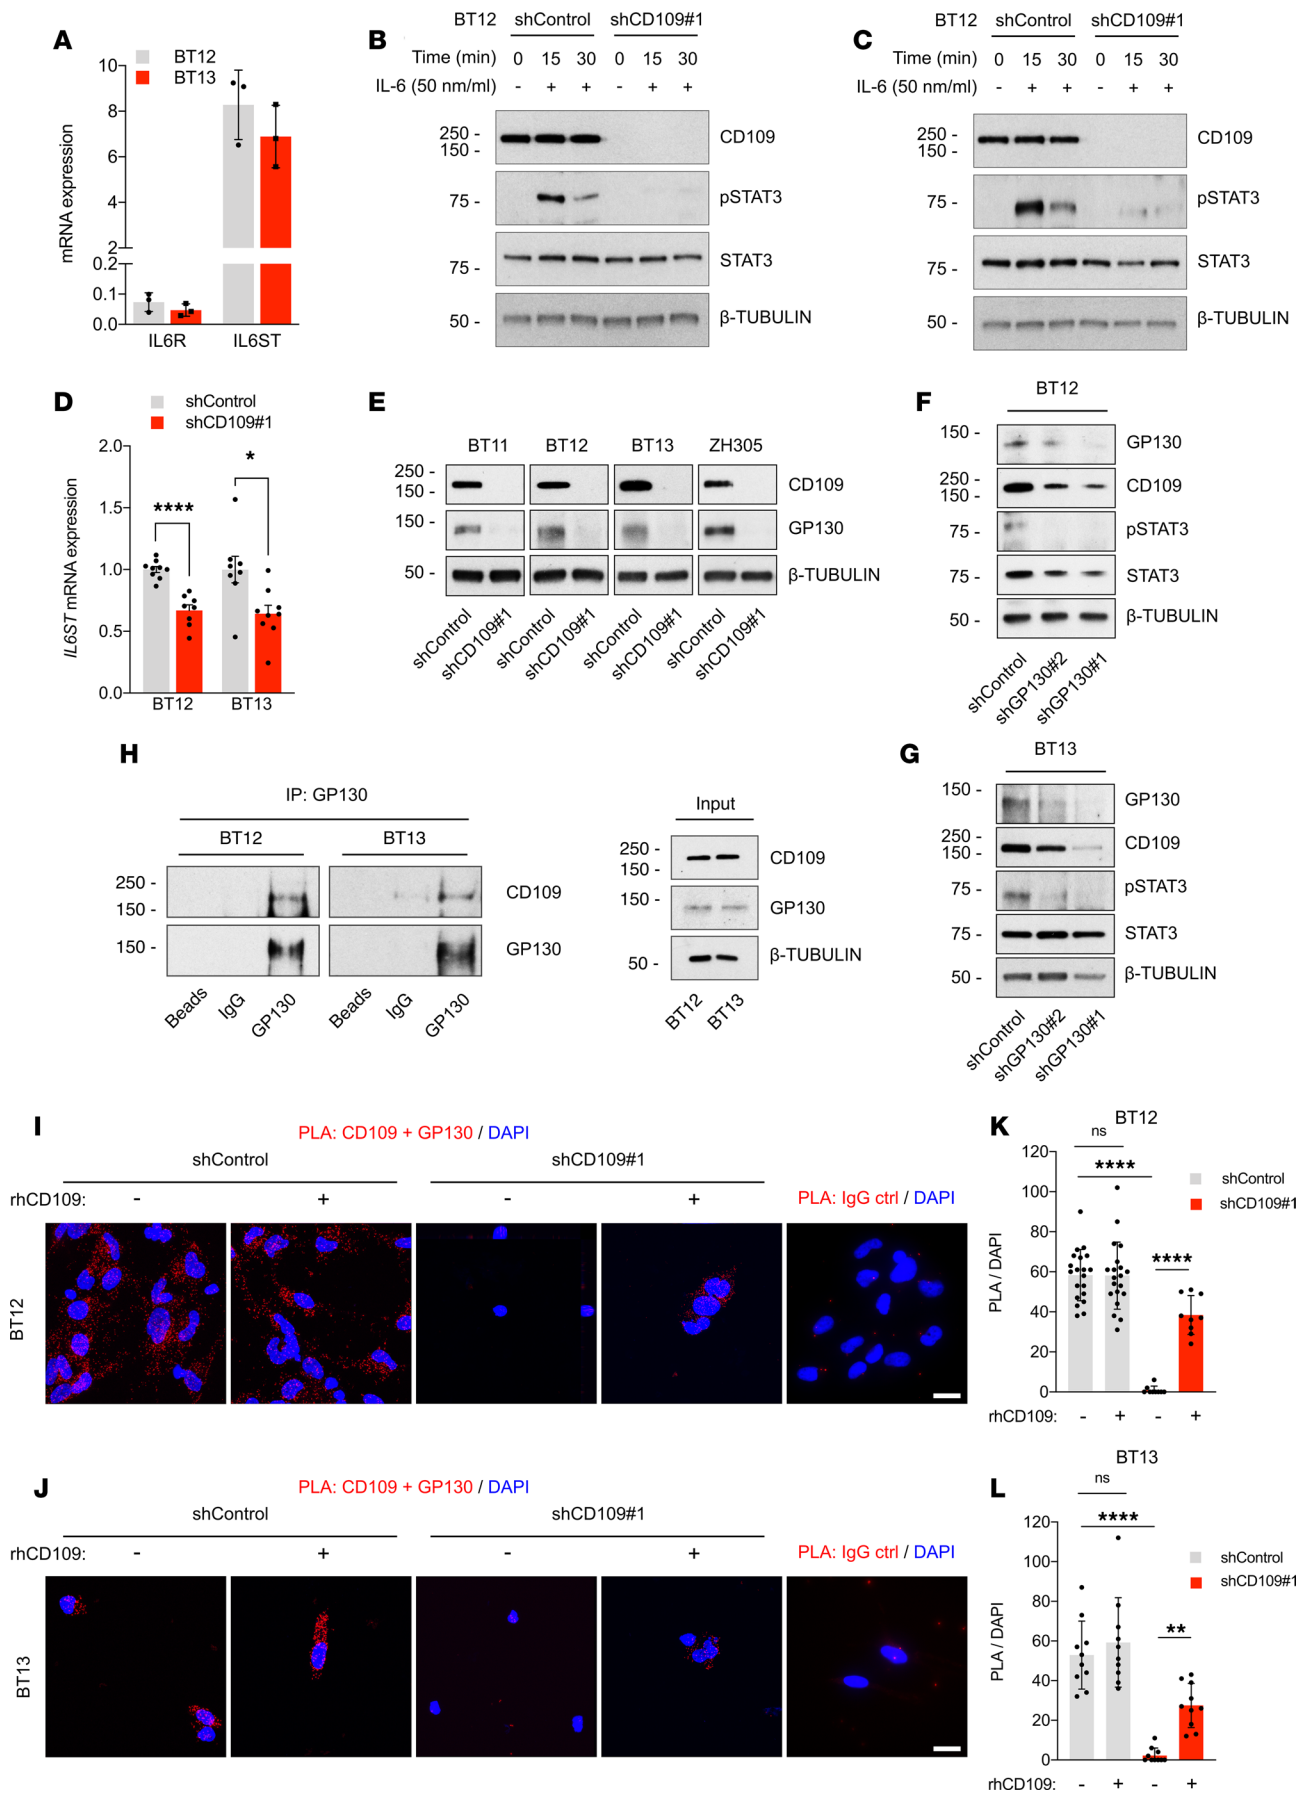 A
BT12
BT13
mRNA expression
10
8
6
4
2
0.2
0.1
0.0
IL6R IL6ST
B
BT12 shControl shCD109#1
Time (min) 0 15 30 0 15 30
IL-6 (50 nm/ml) - + + - + +
250 -
150 -
CD109
75 -
pSTAT3
75 -
STAT3
50 -
β-TUBULIN
C
BT12 shControl shCD109#1
Time (min) 0 15 30 0 15 30
IL-6 (50 nm/ml) - + + - + +
250 -
150 -
CD109
75 -
pSTAT3
75 -
STAT3
50 -
β-TUBULIN
D
shControl
shCD109#1
IL6ST mRNA expression
2.0
1.5
1.0
0.5
0.0
**** *
BT12 BT13
E
BT11 BT12 BT13 ZH305
250 -
150 -
CD109
150 -
GP130
50 -
β-TUBULIN
shControl shCD109#1 shControl shCD109#1 shControl shCD109#1 shControl shCD109#1
F
BT12
150 -
GP130
250 -
150 -
CD109
75 -
pSTAT3
75 -
STAT3
50 -
β-TUBULIN
shControl shGP130#2 shGP130#1
G
BT13
150 -
GP130
250 -
150 -
CD109
75 -
pSTAT3
75 -
STAT3
50 -
β-TUBULIN
shControl shGP130#2 shGP130#1
H
IP: GP130
BT12 BT13
250 -
150 -
CD109
150 -
GP130
Beads IgG GP130 Beads IgG GP130
Input
250 -
150 -
CD109
150 -
GP130
50 -
β-TUBULIN
BT12 BT13
I
PLA: CD109 + GP130 / DAPI
shControl shCD109#1
rhCD109: - + - + PLA: IgG ctrl / DAPI
BT12
J
PLA: CD109 + GP130 / DAPI
shControl shCD109#1
rhCD109: - + - + PLA: IgG ctrl / DAPI
BT13
K
BT12
ns
****
****
shControl
shCD109#1
PLA / DAPI
120
100
80
60
40
20
0
rhCD109: - + - +
L
BT13
ns
****
**
shControl
shCD109#1
PLA / DAPI
120
100
80
60
40
20
0
rhCD109: - + - +